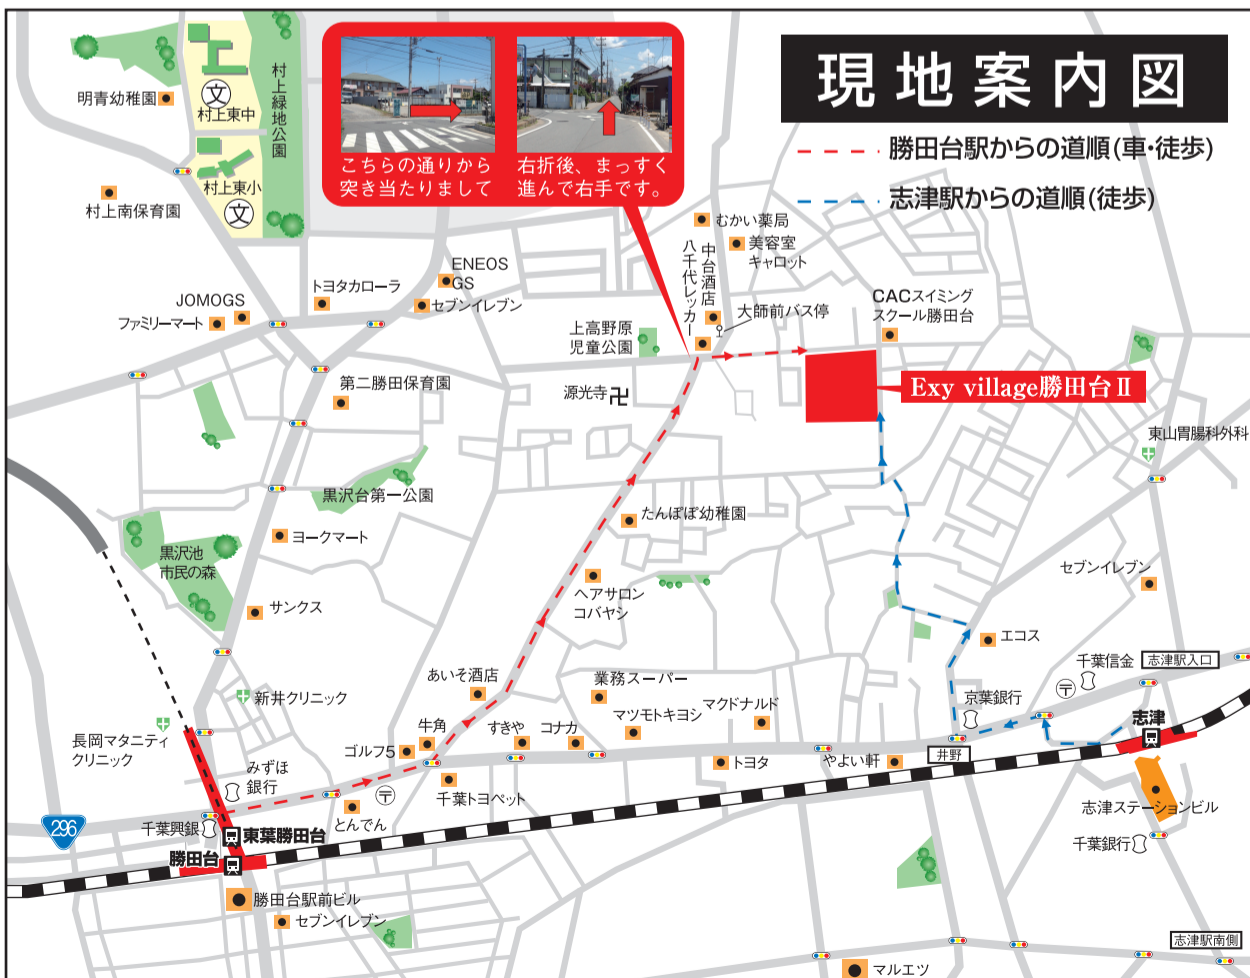 現地案内図
勝田台駅からの道順(車・徒歩)
志津駅からの道順(徒歩)
こちらの通りから
突き当たりまして
右折後、まっすぐ
進んで右手です。
明青幼稚園
文
村上東中
村上緑地公園
村上東小
文
村上南保育園
むかい薬局
美容室
キャロット
中台酒店
八千代レッカー
大師前バス停
ENEOS
GS
セブンイレブン
トヨタカローラ
JOMOGS
ファミリーマート
上高野原
児童公園
CACスイミング
スクール勝田台
第二勝田保育園
源光寺
卍
Exy village勝田台Ⅱ
東山胃腸科外科
黒沢台第一公園
たんぽぽ幼稚園
ヨークマート
黒沢池
市民の森
ヘアサロン
コバヤシ
セブンイレブン
サンクス
エコス
千葉信金
志津駅入口
〒
あいそ酒店
業務スーパー
新井クリニック
京葉銀行
マクドナルド
マツモトキヨシ
志津
長岡マタニティ
クリニック
ゴルフ5
牛角
すきや
コナカ
井野
みずほ
銀行
トヨタ
やよい軒
〒
千葉トヨペット
とんでん
志津ステーションビル
296
千葉興銀
東葉勝田台
勝田台
千葉銀行
勝田台駅前ビル
セブンイレブン
志津駅南側
マルエツ